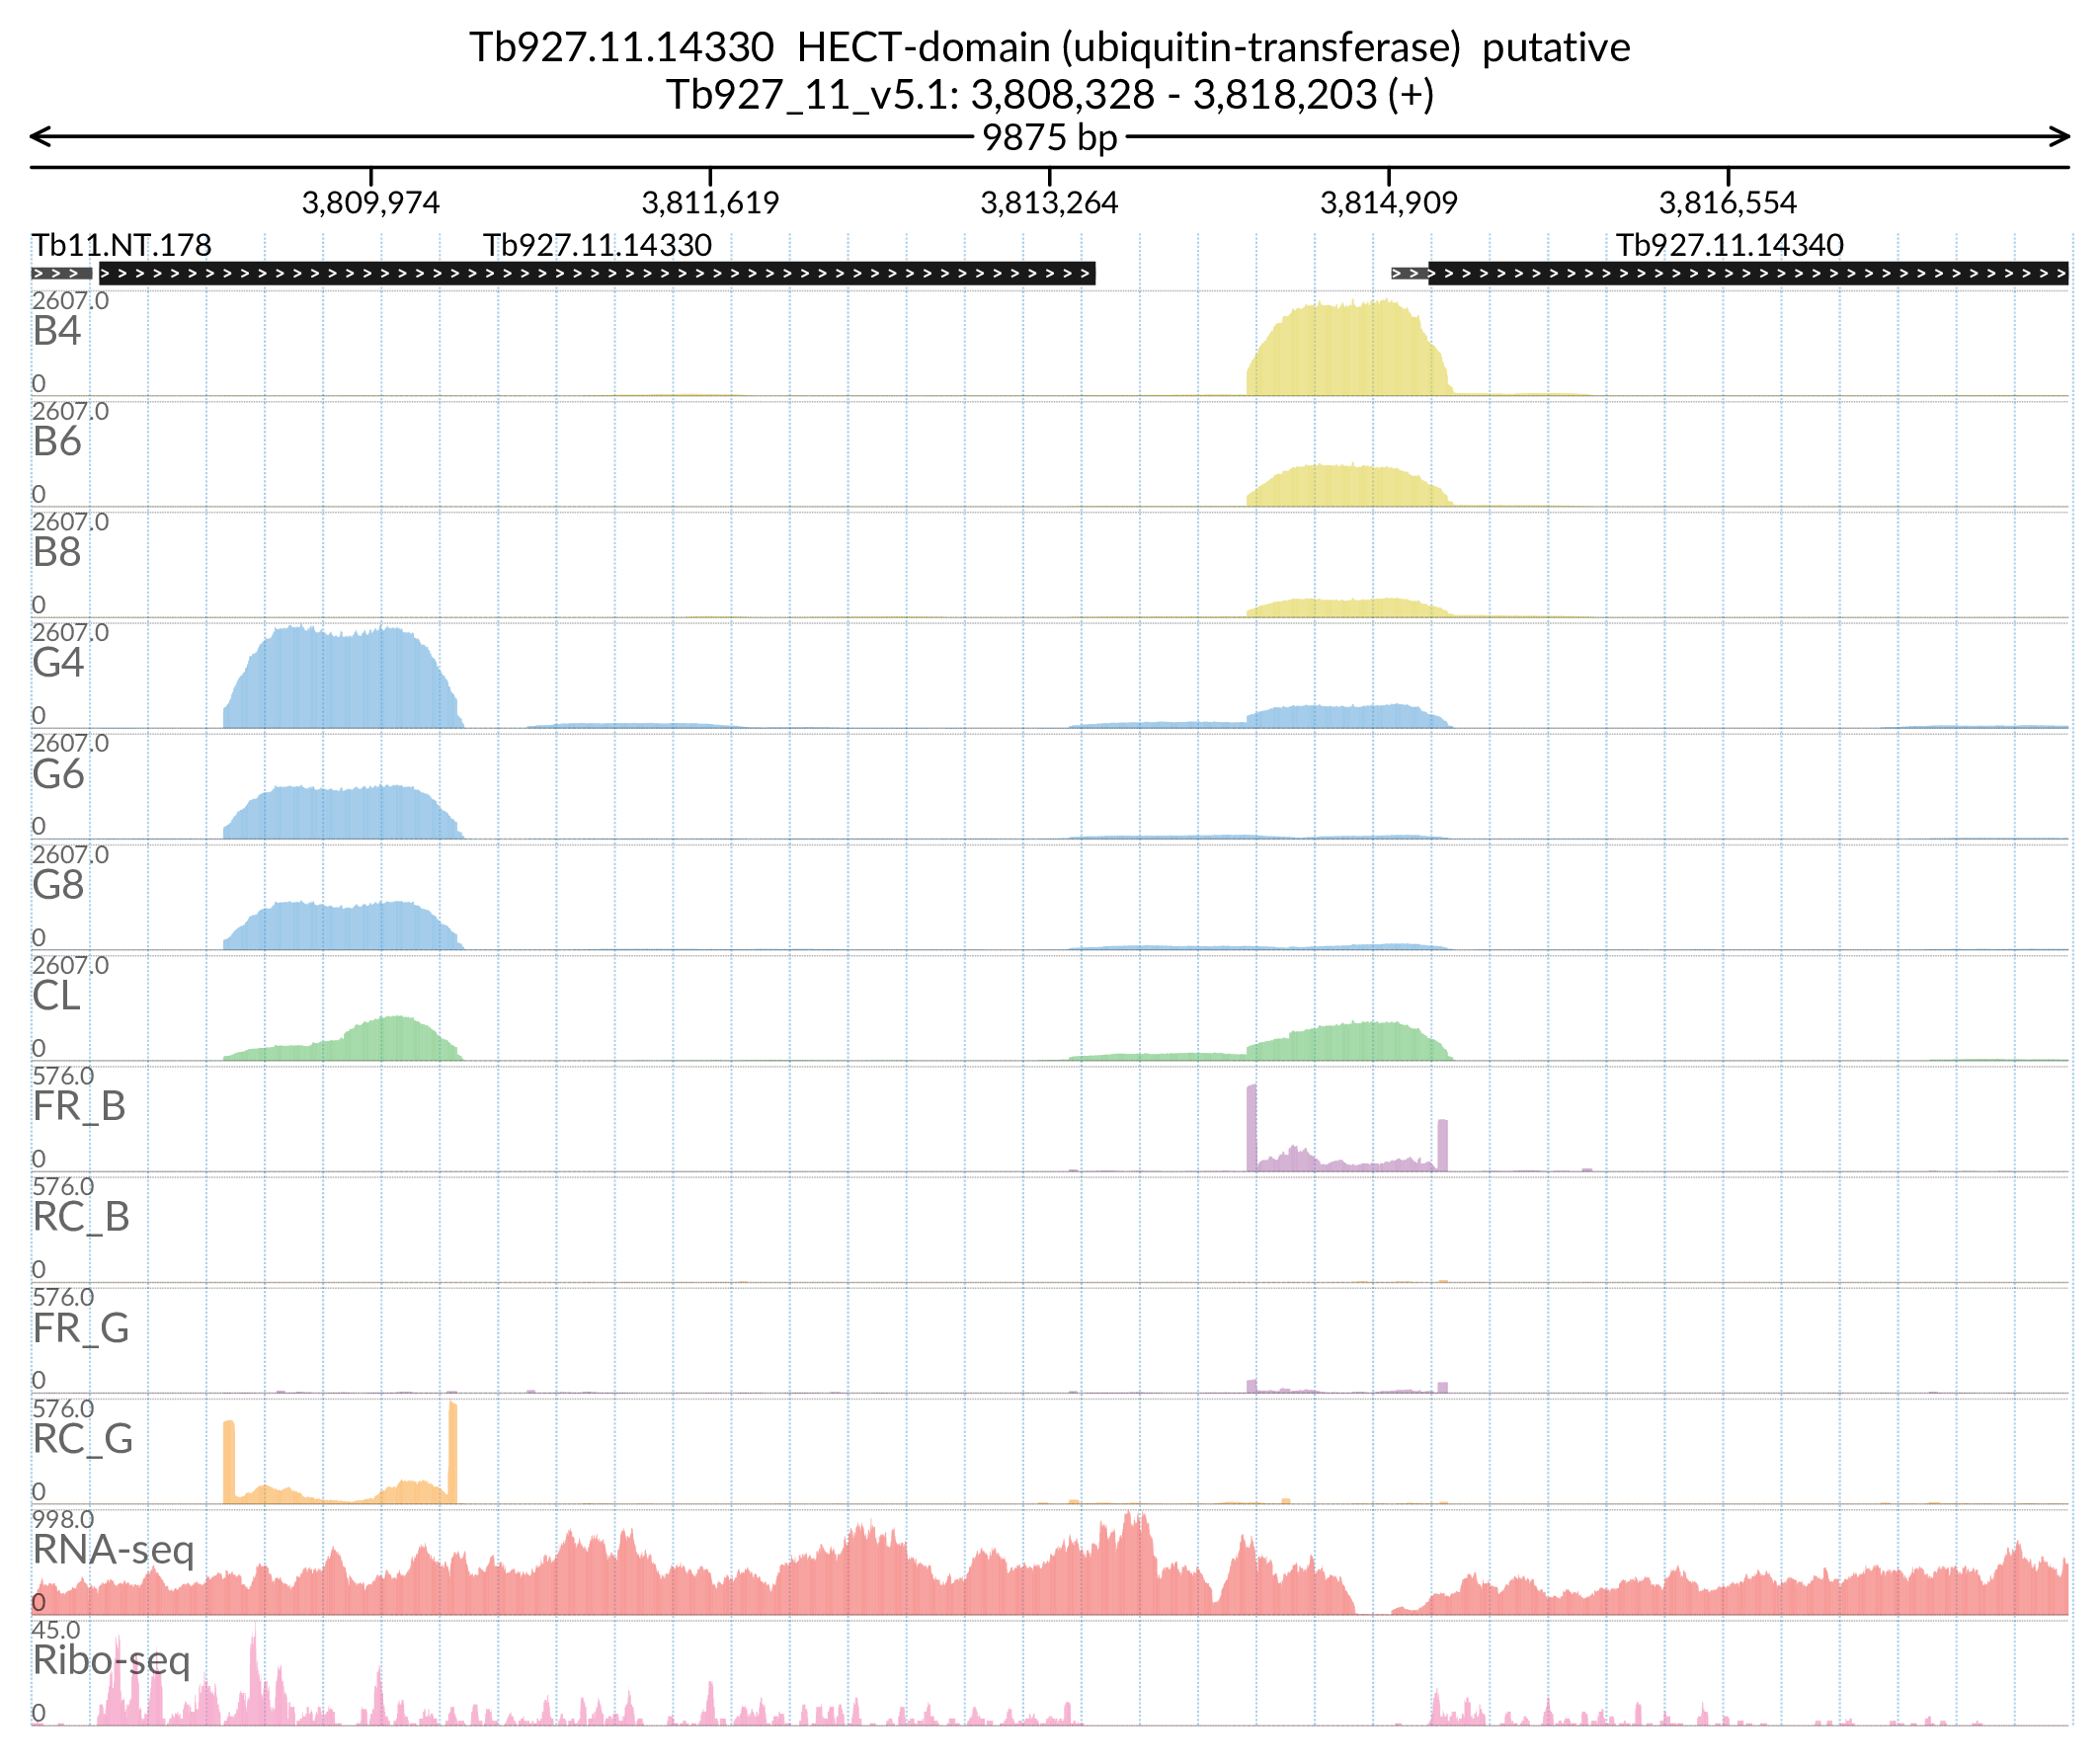 Tb927.11.14330 HECT-domain (ubiquitin-transferase) putative
Tb927_11_v5.1: 3,808,328 - 3,818,203 (+)
9875 bp
3,809,974 3,811,619 3,813,264 3,814,909 3,816,554
Tb11.NT.178 Tb927.11.14330 Tb927.11.14340
2607.0
B4
0
2607.0
B6
0
2607.0
B8
0
2607.0
G4
0
2607.0
G6
0
2607.0
G8
0
2607.0
CL
0
576.0
FR_B
0
576.0
RC_B
0
576.0
FR_G
0
576.0
RC_G
0
998.0
RNA-seq
0
45.0
Ribo-seq
0